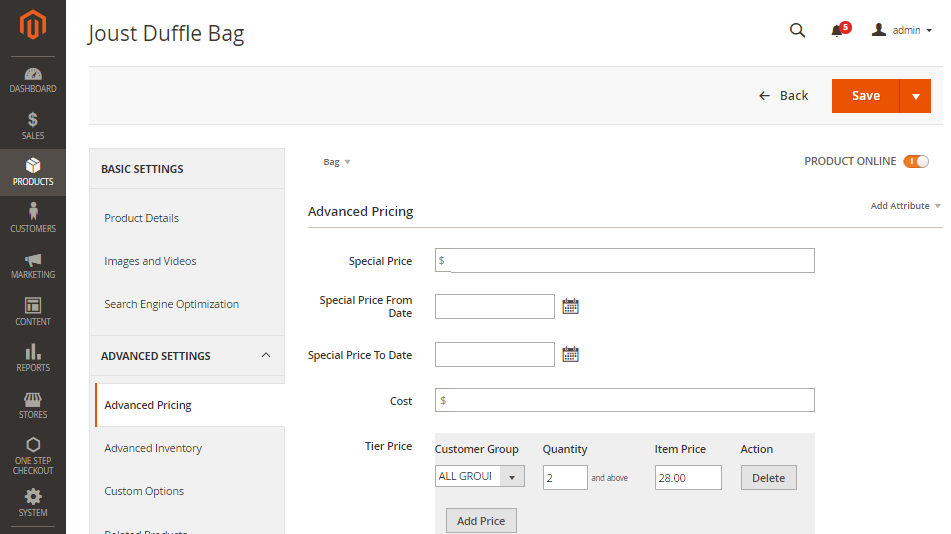 Joust Duffle Bag
5
admin
Back
Save
DASHBOARD
$
SALES
PRODUCTS
CUSTOMERS
MARKETING
CONTENT
REPORTS
STORES
ONE STEP
CHECKOUT
SYSTEM
BASIC SETTINGS
Product Details
Images and Videos
Search Engine Optimization
ADVANCED SETTINGS
Advanced Pricing
Advanced Inventory
Custom Options
Related Products
Bag
PRODUCT ONLINE
Add Attribute
Advanced Pricing
Special Price
$
Special Price From
Date
Special Price To Date
Cost
$
Tier Price
Customer Group Quantity Item Price Action
ALL GROUI 2 and above 28.00 Delete
Add Price